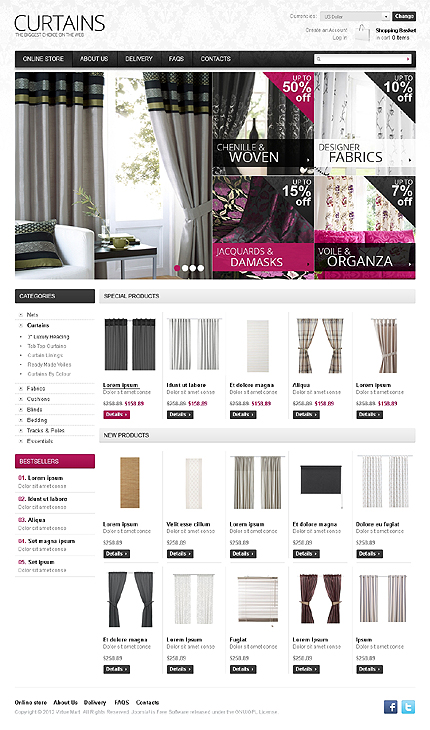 CURTAINS
THE BIGGEST CHOICE ON THE WEB
Currencies: US Dollar Change
Create an Account
Log in
Shopping Basket
in cart 0 items
ONLINE STORE ABOUT US DELIVERY FAQS CONTACTS
UP TO
50%
off
CHENILLE &
WOVEN
UP TO
10%
off
DESIGNER
FABRICS
UP TO
15%
off
JACQUARDS &
DAMASKS
UP TO
7%
off
VOILE &
ORGANZA
CATEGORIES
Nets
Curtains
3" Luxury Heading
Tab Top Curtains
Curtain Linings
Ready Made Voiles
Curtains By Colour
Fabrics
Cushions
Blinds
Bedding
Tracks & Poles
Essentials
BESTSELLERS
01. Lorem ipsum
Dolor sit amet conse
02. Idunt ut labore
Dolor sit amet conse
03. Aliqua
Dolor sit amet conse
04. Set magna ipsum
Dolor sit amet conse
05. Set ipsum
Dolor sit amet conse
SPECIAL PRODUCTS
Lorem ipsum Idunt ut labore Et dolore magna Aliqua Lorem ipsum
Dolor sit amet conse Dolor sit amet conse Dolor sit amet conse Dolor sit amet conse Dolor sit amet conse
$258.89 $158.89 $258.89 $158.89 $258.89 $158.89 $258.89 $158.89 $258.89 $158.89
Details Details Details Details Details
NEW PRODUCTS
Lorem ipsum Velit esse cillum Lorem ipsum Et dolore magna Dolore eu fugiat
Dolor sit amet conse Dolor sit amet conse Dolor sit amet conse Dolor sit amet conse Dolor sit amet conse
$258.89 $258.89 $258.89 $258.89 $258.89
Details Details Details Details Details
Et dolore magna Lorem ipsum Fugiat Lorem ipsum Ipsum
Dolor sit amet conse Dolor sit amet conse Dolor sit amet conse Dolor sit amet conse Dolor sit amet conse
$258.89 $258.89 $258.89 $258.89 $258.89
Details Details Details Details Details
Online store About Us Delivery FAQS Contacts
Copyright © 2012 Virtue Mart. All Rights Reserved. Joomla! is Free Software released under the GNU/GPL License.